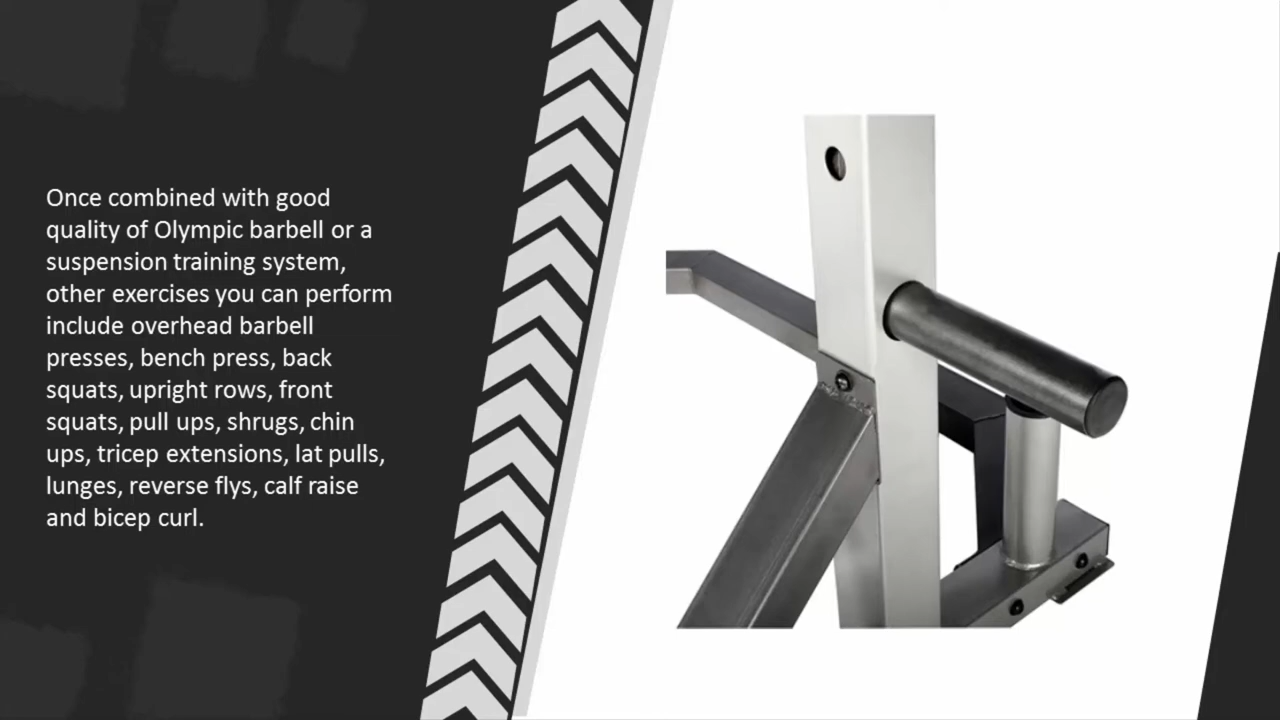 Once combined with good
quality of Olympic barbell or a
suspension training system,
other exercises you can perform
include overhead barbell
presses, bench press, back
squats, upright rows, front
squats, pull ups, shrugs, chin
ups, tricep extensions, lat pulls,
lunges, reverse flys, calf raise
and bicep curl.